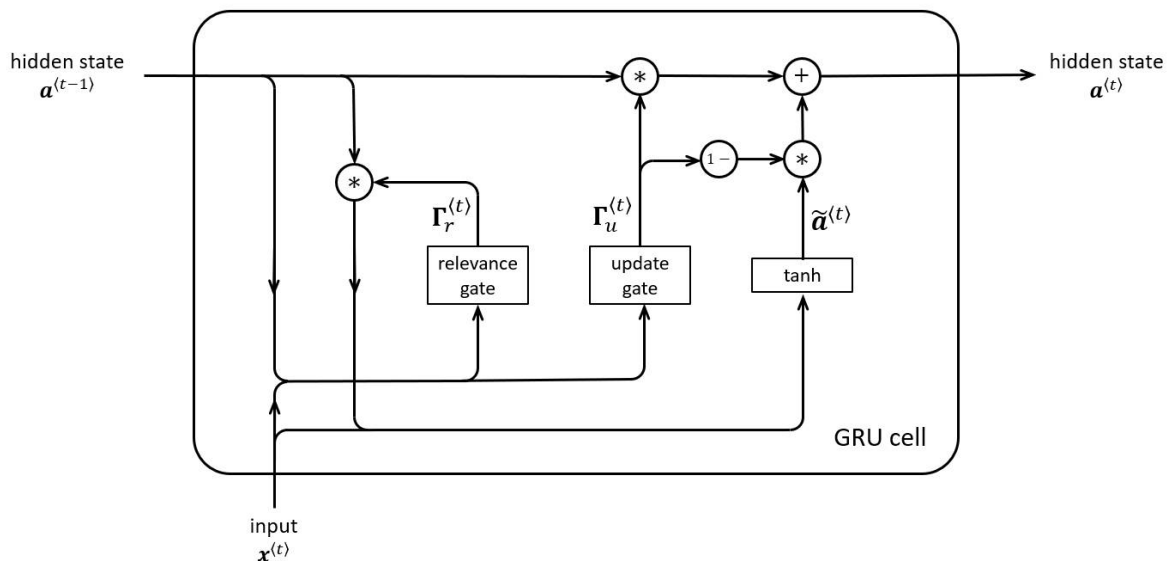 hidden state
a⟨t−1⟩
hidden state
a⟨t⟩
∗
+
1 −
∗
∗
Γr⟨t⟩
Γu⟨t⟩
ã⟨t⟩
relevance
gate
update
gate
tanh
GRU cell
input
x⟨t⟩